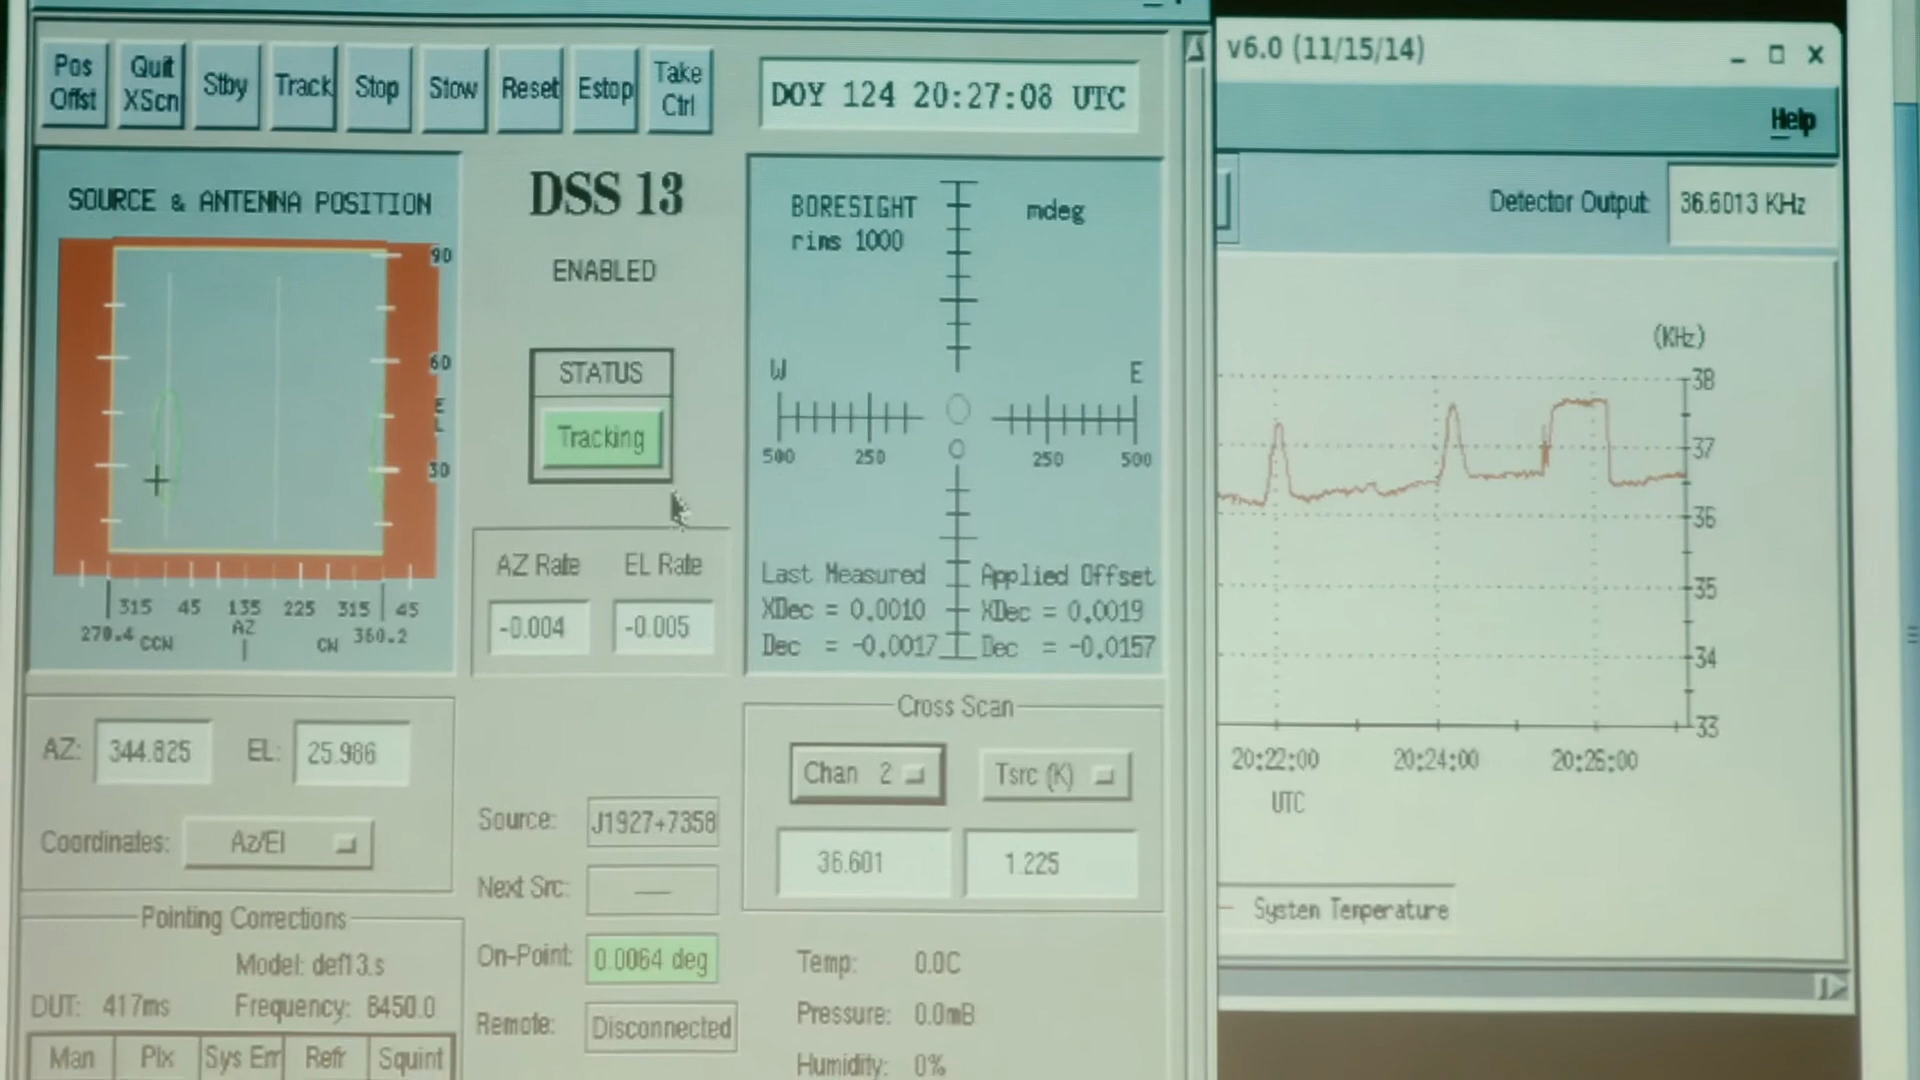 Pos Offst
Quit XScn
Stby
Track
Stop
Stow
Reset
Estop
Take Ctrl
DOY 124 20:27:08 UTC
SOURCE & ANTENNA POSITION
90
60
EL
30
315 45 135 225 315 45
AZ
270.4 CCW CW 360.2
DSS 13
ENABLED
STATUS
Tracking
AZ Rate EL Rate
-0.004 -0.005
BORESIGHT mdeg
rims 1000
W E
500 250 250 500
Last Measured Applied Offset
XDec = 0.0010 XDec = 0.0019
Dec = -0.0017 Dec = -0.0157
AZ: 344.825 EL: 25.986
Coordinates: Az/El
Pointing Corrections
Model: def13.s
DUT: 417ms Frequency: 8450.0
Man Plx Sys Err Refr Squint
Source: J1927+7358
Next Src: ----
On-Point: 0.0064 deg
Remote: Disconnected
Cross Scan
Chan 2 Tsrc (K)
36.601 1.225
Temp: 0.0C
Pressure: 0.0mB
Humidity: 0%
v6.0 (11/15/14)
Help
Detector Output: 36.6013 KHz
(KHz)
38
37
36
35
34
33
20:22:00 20:24:00 20:26:00
UTC
System Temperature